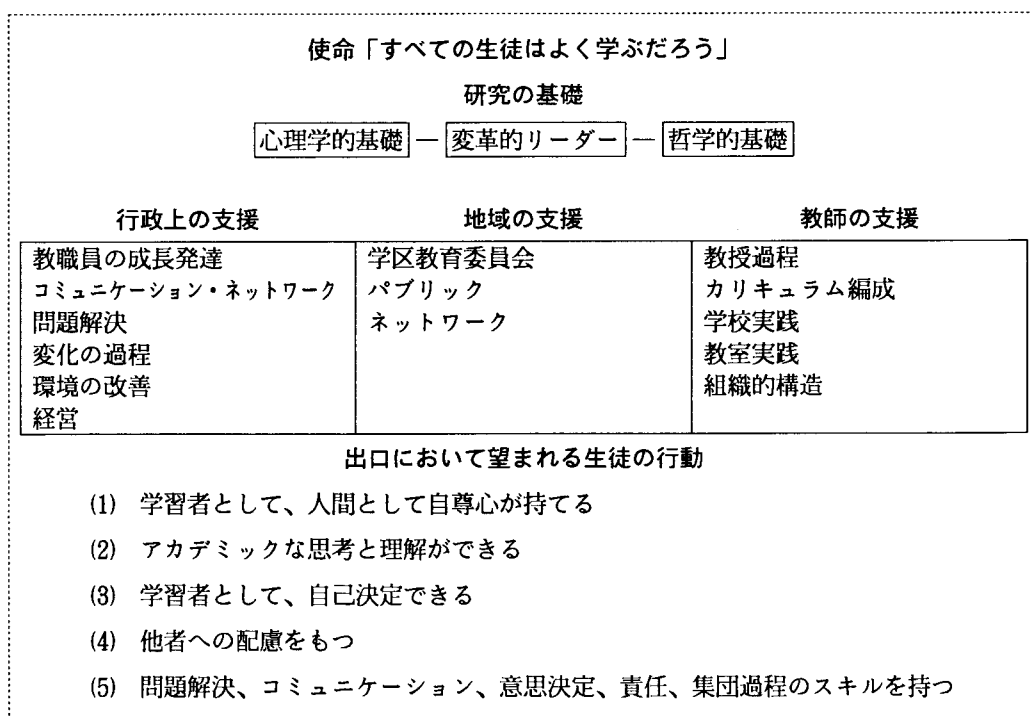 使命「すべての生徒はよく学ぶだろう」
研究の基礎
心理学的基礎 ― 変革的リーダー ― 哲学的基礎
行政上の支援 地域の支援 教師の支援
教職員の成長発達 学区教育委員会 教授過程
コミュニケーション・ネットワーク パブリック カリキュラム編成
問題解決 ネットワーク 学校実践
変化の過程 教室実践
環境の改善 組織的構造
経営
出口において望まれる生徒の行動
(1) 学習者として、人間として自尊心が持てる
(2) アカデミックな思考と理解ができる
(3) 学習者として、自己決定できる
(4) 他者への配慮をもつ
(5) 問題解決、コミュニケーション、意思決定、責任、集団過程のスキルを持つ